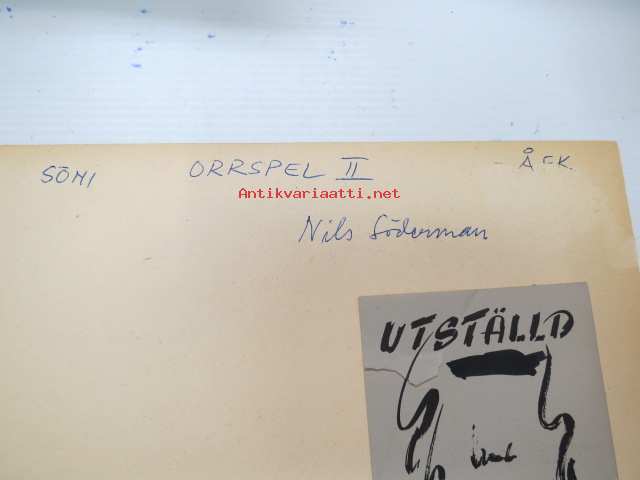 SÖMI ORRSPEL II Å F K.
Antikvariaatti.net
Nils Söderman
UTSTÄLLD